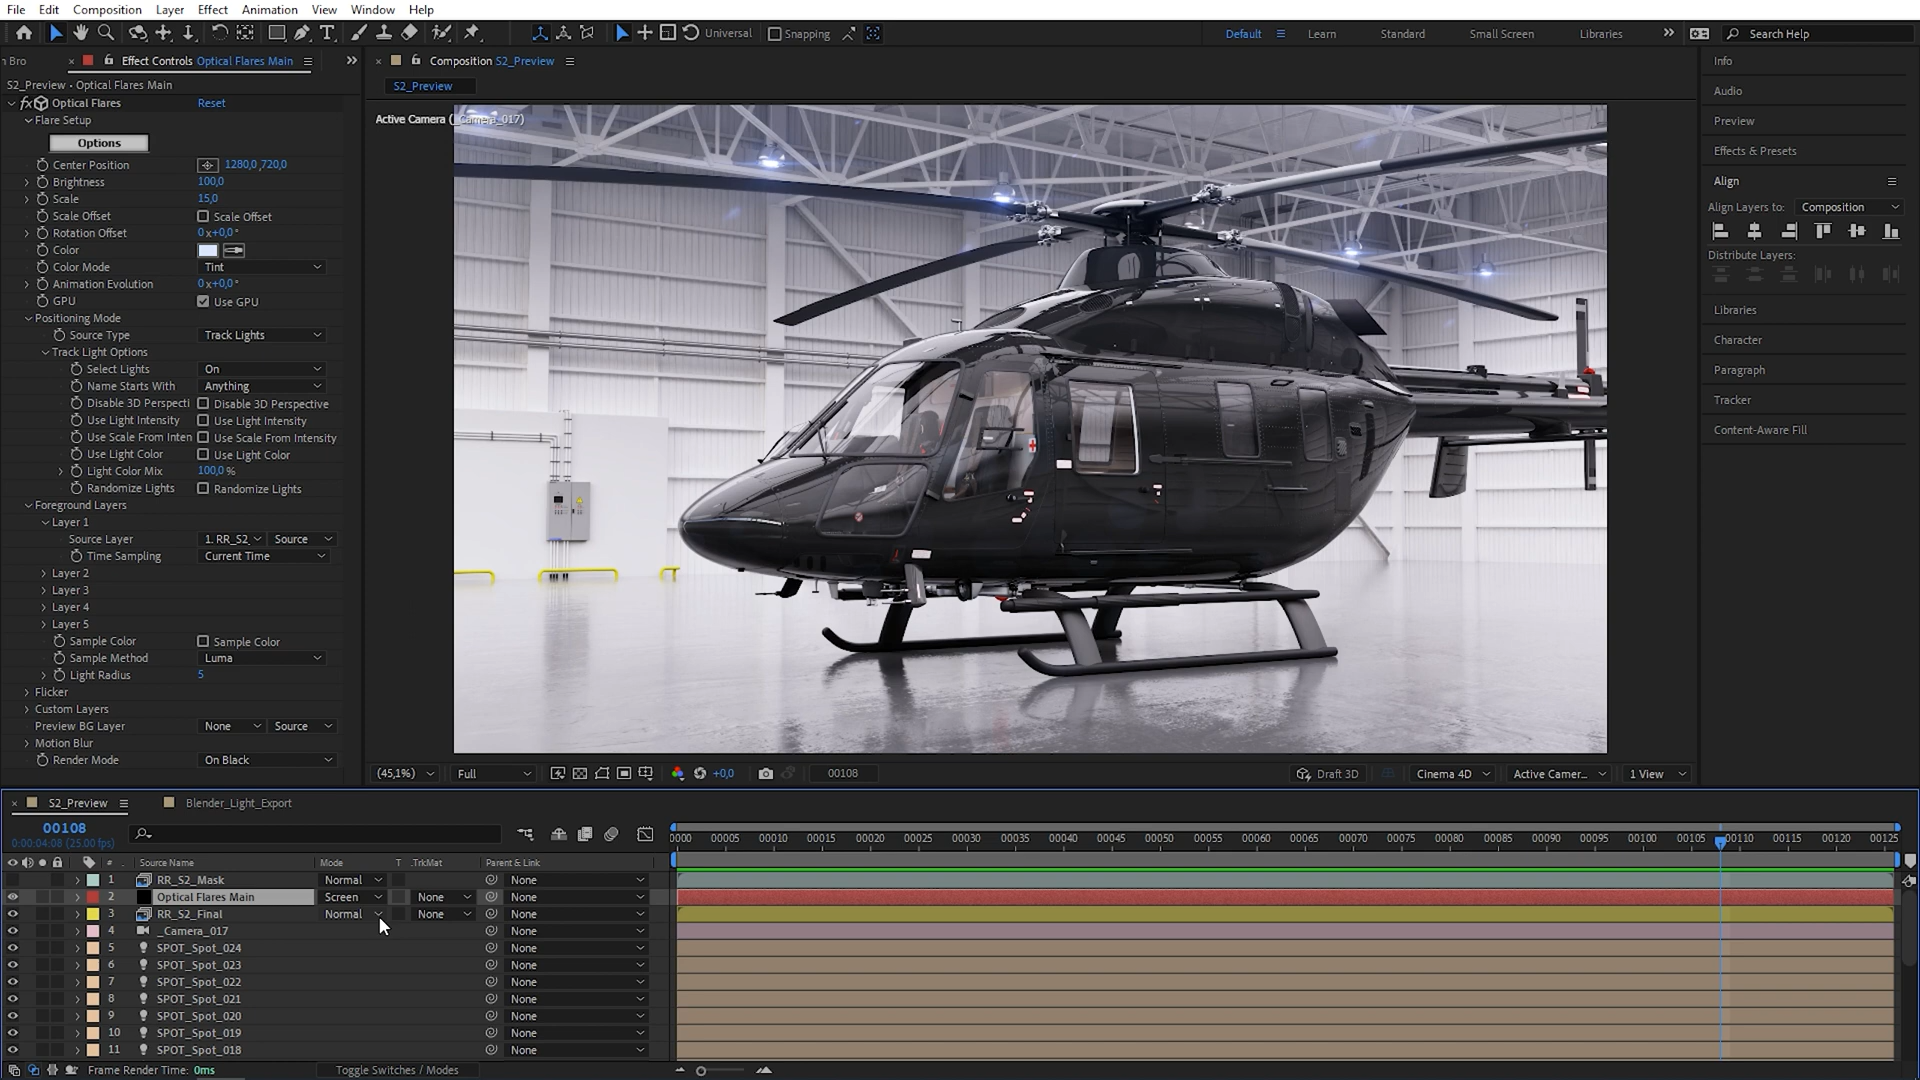 File Edit Composition Layer Effect Animation View Window Help
Universal Snapping Default Learn Standard Small Screen Libraries Search Help
n Bro Effect Controls Optical Flares Main
Composition S2_Preview
S2_Preview • Optical Flares Main
S2_Preview
Optical Flares Reset
Flare Setup
Options
Center Position 1280,0,720,0
Brightness 100,0
Scale 15,0
Scale Offset Scale Offset
Rotation Offset 0x+0,0°
Color
Color Mode Tint
Animation Evolution 0x+0,0°
GPU Use GPU
Positioning Mode
Source Type Track Lights
Track Light Options
Select Lights On
Name Starts With Anything
Disable 3D Perspecti Disable 3D Perspective
Use Light Intensity Use Light Intensity
Use Scale From Inten Use Scale From Intensity
Use Light Color Use Light Color
Light Color Mix 100,0 %
Randomize Lights Randomize Lights
Foreground Layers
Layer 1
Source Layer 1. RR_S2_ Source
Time Sampling Current Time
Layer 2
Layer 3
Layer 4
Layer 5
Sample Color Sample Color
Sample Method Luma
Light Radius 5
Flicker
Custom Layers
Preview BG Layer None Source
Motion Blur
Render Mode On Black
Active Camera (_Camera_017)
(45,1%) Full +0,0 00108 Draft 3D Cinema 4D Active Camer... 1 View
Info
Audio
Preview
Effects & Presets
Align
Align Layers to: Composition
Distribute Layers:
Libraries
Character
Paragraph
Tracker
Content-Aware Fill
S2_Preview Blender_Light_Export
00108
0:00:04:08 (25.00 fps)
0000 00005 00010 00015 00020 00025 00030 00035 00040 00045 00050 00055 00060 00065 00070 00075 00080 00085 00090 00095 00100 00105 00110 00115 00120 00125
# Source Name Mode T .TrkMat Parent & Link
1 RR_S2_Mask Normal None
2 Optical Flares Main Screen None None
3 RR_S2_Final Normal None None
4 _Camera_017 None
5 SPOT_Spot_024 None
6 SPOT_Spot_023 None
7 SPOT_Spot_022 None
8 SPOT_Spot_021 None
9 SPOT_Spot_020 None
10 SPOT_Spot_019 None
11 SPOT_Spot_018 None
Frame Render Time: 0ms Toggle Switches / Modes